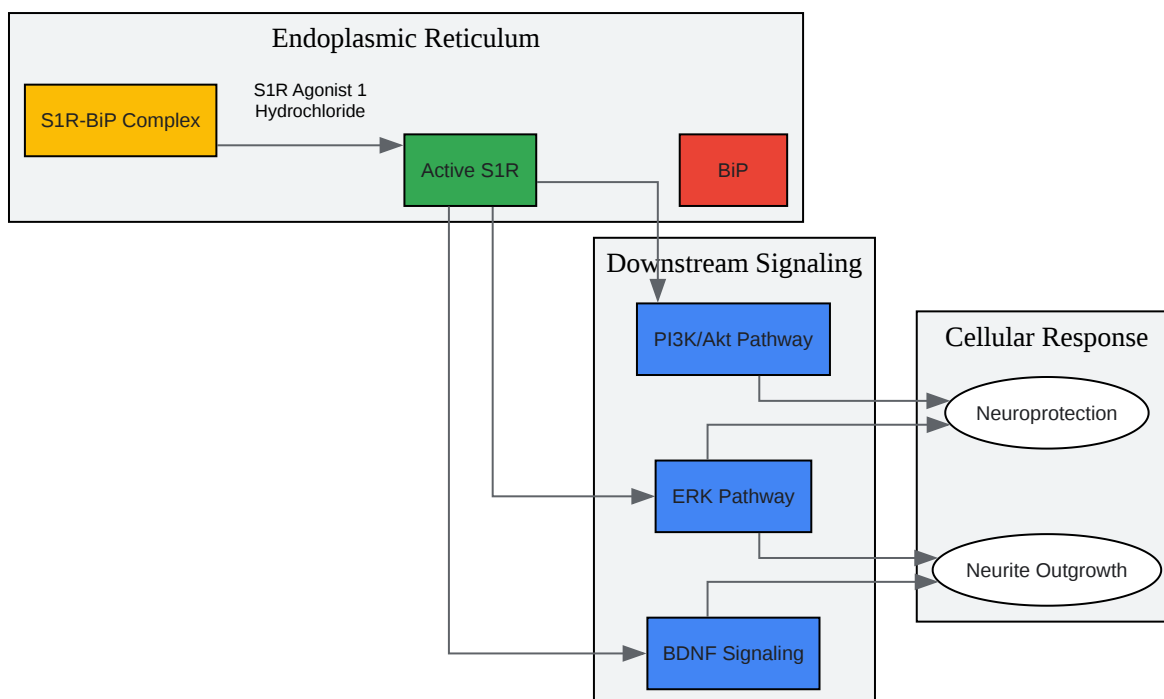 Endoplasmic Reticulum
S1R-BiP Complex
S1R Agonist 1
Hydrochloride
Active S1R
BiP
Downstream Signaling
PI3K/Akt Pathway
Cellular Response
Neuroprotection
ERK Pathway
Neurite Outgrowth
BDNF Signaling